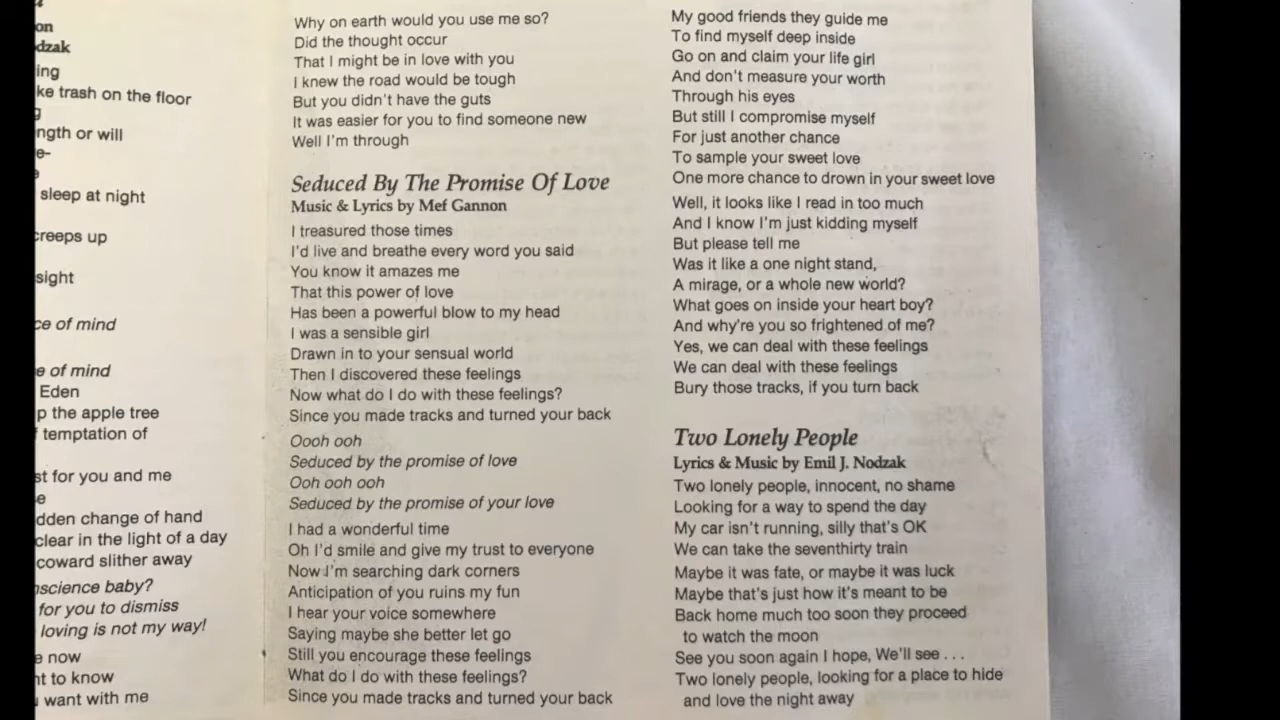 on
dzak
ing
ke trash on the floor
g
ngth or will
e-
sleep at night
creeps up
sight
ce of mind
e of mind
Eden
p the apple tree
temptation of
st for you and me
e
dden change of hand
clear in the light of a day
coward slither away
nscience baby?
for you to dismiss
loving is not my way!
e now
nt to know
want with me
Why on earth would you use me so?
Did the thought occur
That I might be in love with you
I knew the road would be tough
But you didn't have the guts
It was easier for you to find someone new
Well I'm through
Seduced By The Promise Of Love
Music & Lyrics by Mef Gannon
I treasured those times
I'd live and breathe every word you said
You know it amazes me
That this power of love
Has been a powerful blow to my head
I was a sensible girl
Drawn in to your sensual world
Then I discovered these feelings
Now what do I do with these feelings?
Since you made tracks and turned your back
Oooh ooh
Seduced by the promise of love
Ooh ooh ooh
Seduced by the promise of your love
I had a wonderful time
Oh I'd smile and give my trust to everyone
Now I'm searching dark corners
Anticipation of you ruins my fun
I hear your voice somewhere
Saying maybe she better let go
Still you encourage these feelings
What do I do with these feelings?
Since you made tracks and turned your back
My good friends they guide me
To find myself deep inside
Go on and claim your life girl
And don't measure your worth
Through his eyes
But still I compromise myself
For just another chance
To sample your sweet love
One more chance to drown in your sweet love
Well, it looks like I read in too much
And I know I'm just kidding myself
But please tell me
Was it like a one night stand,
A mirage, or a whole new world?
What goes on inside your heart boy?
And why're you so frightened of me?
Yes, we can deal with these feelings
We can deal with these feelings
Bury those tracks, if you turn back
Two Lonely People
Lyrics & Music by Emil J. Nodzak
Two lonely people, innocent, no shame
Looking for a way to spend the day
My car isn't running, silly that's OK
We can take the seventhirty train
Maybe it was fate, or maybe it was luck
Maybe that's just how it's meant to be
Back home much too soon they proceed
to watch the moon
See you soon again I hope, We'll see . . .
Two lonely people, looking for a place to hide
and love the night away